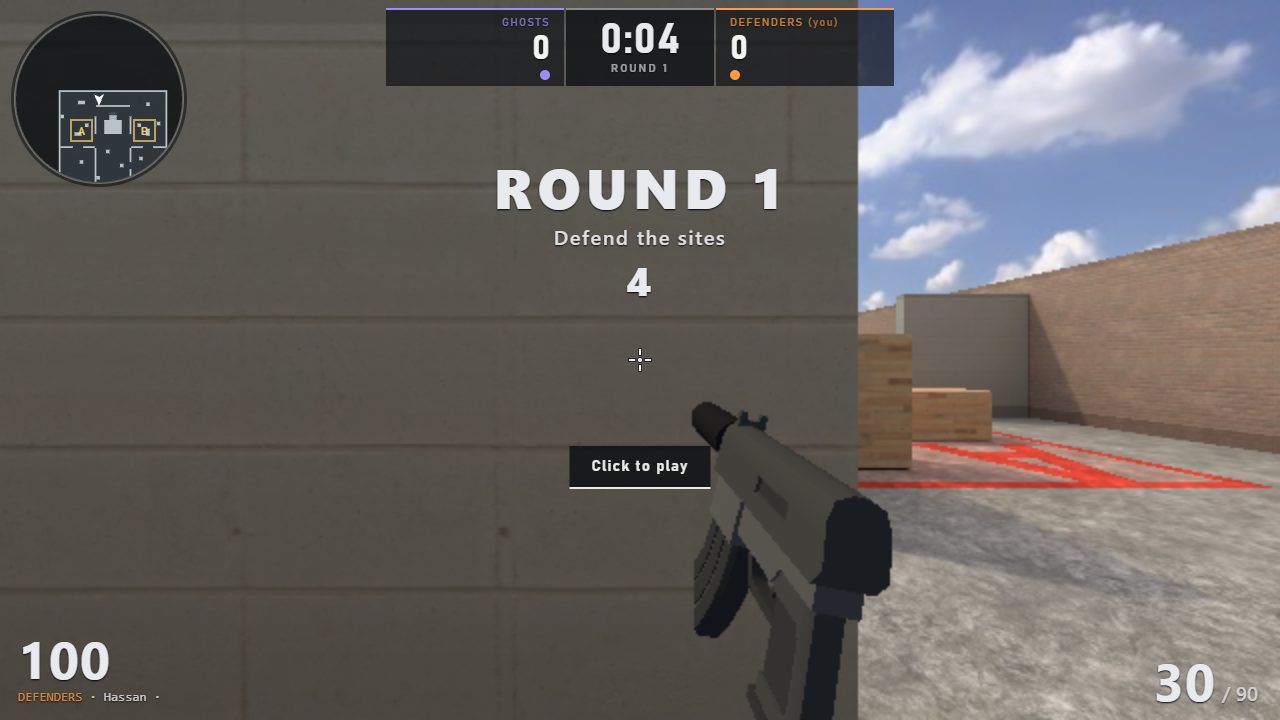 GHOSTS
0
0:04
ROUND 1
DEFENDERS (you)
0
A
B
ROUND 1
Defend the sites
4
Click to play
A
100
DEFENDERS · Hassan ·
30 / 90